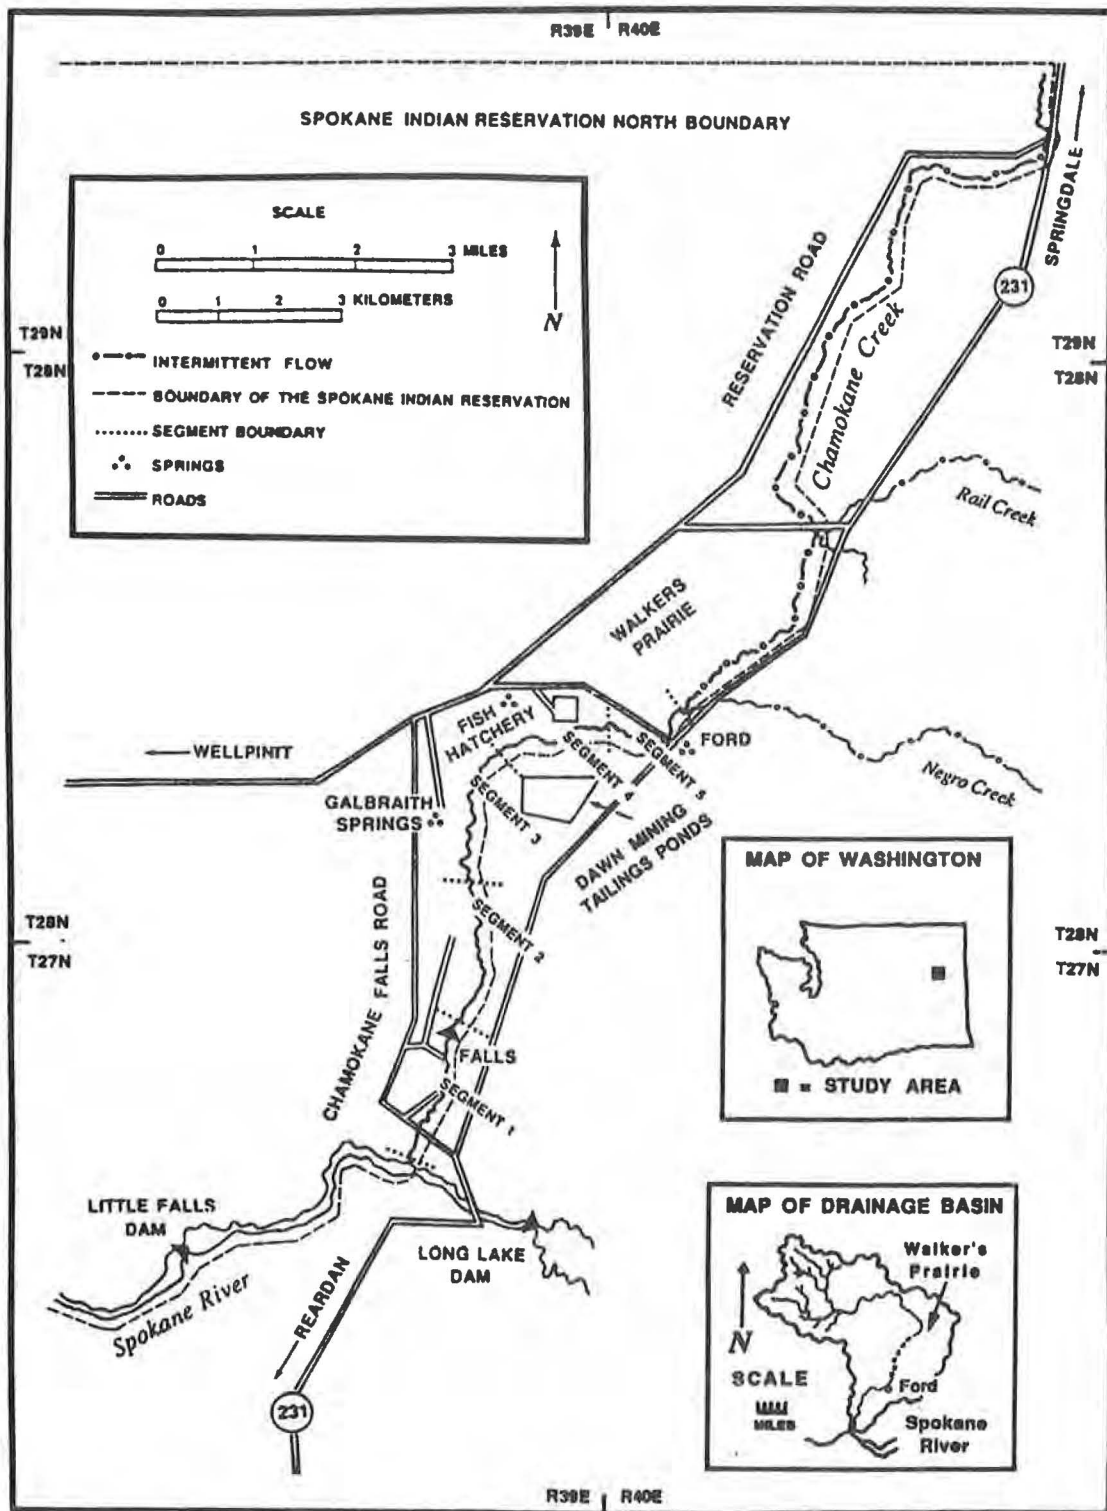 R39E R40E
SPOKANE INDIAN RESERVATION NORTH BOUNDARY
SCALE
0 1 2 3 MILES
0 1 2 3 KILOMETERS
N
INTERMITTENT FLOW
BOUNDARY OF THE SPOKANE INDIAN RESERVATION
SEGMENT BOUNDARY
SPRINGS
ROADS
SPRINGDALE
231
RESERVATION ROAD
Chamokane Creek
T29N
T28N
T29N
T28N
Rail Creek
WALKERS
PRAIRIE
FISH
HATCHERY
WELLPINIT
FORD
SEGMENT 5
SEGMENT 4
SEGMENT 3
Negro Creek
GALBRAITH
SPRINGS
DAWN MINING
TAILINGS PONDS
SEGMENT 2
CHAMOKANE FALLS ROAD
T28N
T27N
T28N
T27N
FALLS
SEGMENT 1
MAP OF WASHINGTON
= STUDY AREA
LITTLE FALLS
DAM
LONG LAKE
DAM
Spokane River
REARDAN
231
MAP OF DRAINAGE BASIN
Walker's
Prairie
N
SCALE
MILES
Ford
Spokane
River
R39E R40E